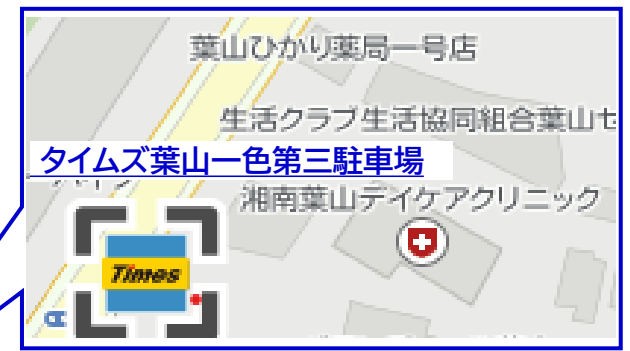 葉山ひかり薬局一号店
生活クラブ生活協同組合葉山セ
タイムズ葉山一色第三駐車場
湘南葉山デイケアクリニック
Times